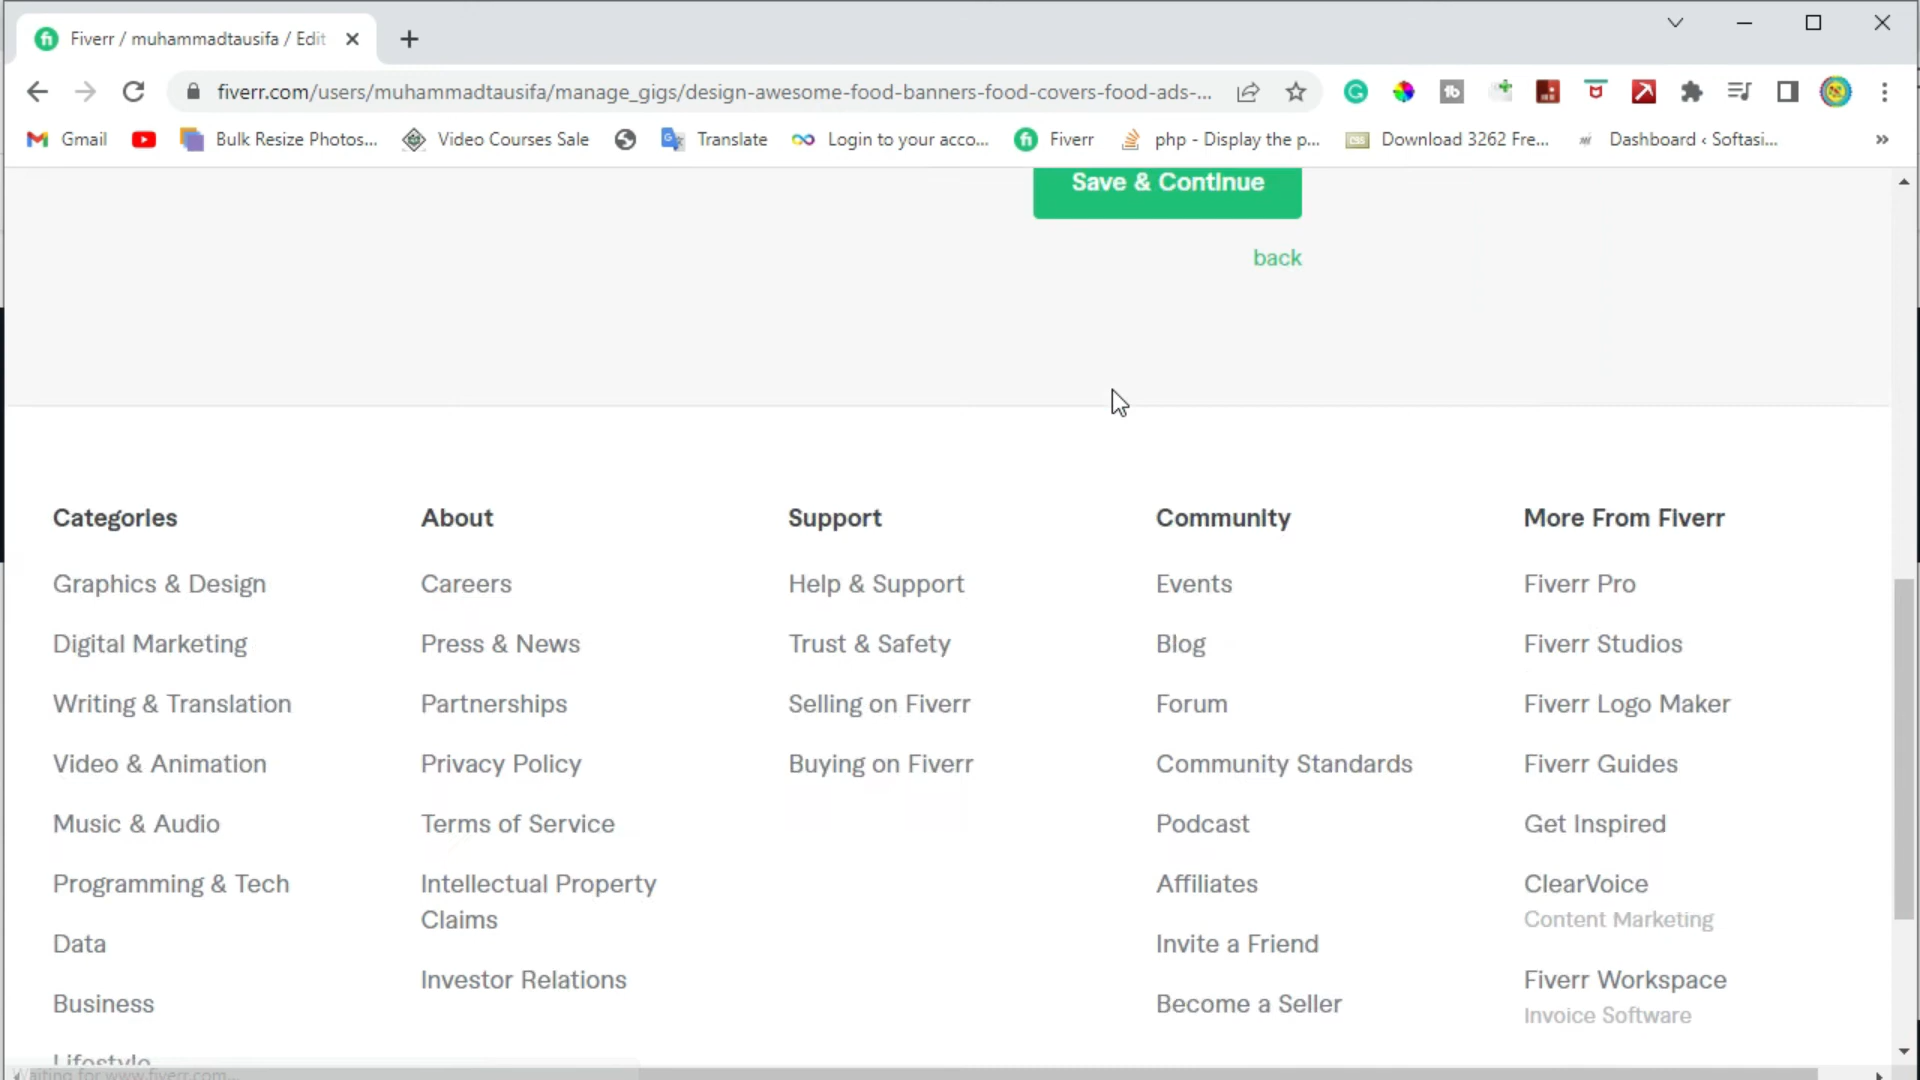 Fiverr / muhammadtausifa / Edit
fiverr.com/users/muhammadtausifa/manage_gigs/design-awesome-food-banners-food-covers-food-ads-...
Gmail
Bulk Resize Photos...
Video Courses Sale
Translate
Login to your acco...
Fiverr
php - Display the p...
Download 3262 Fre...
Dashboard ‹ Softasi...
Save & Continue
back
Categories
Graphics & Design
Digital Marketing
Writing & Translation
Video & Animation
Music & Audio
Programming & Tech
Data
Business
Lifestyle
About
Careers
Press & News
Partnerships
Privacy Policy
Terms of Service
Intellectual Property
Claims
Investor Relations
Support
Help & Support
Trust & Safety
Selling on Fiverr
Buying on Fiverr
Community
Events
Blog
Forum
Community Standards
Podcast
Affiliates
Invite a Friend
Become a Seller
More From Fiverr
Fiverr Pro
Fiverr Studios
Fiverr Logo Maker
Fiverr Guides
Get Inspired
ClearVoice
Content Marketing
Fiverr Workspace
Invoice Software
Waiting for www.fiverr.com...